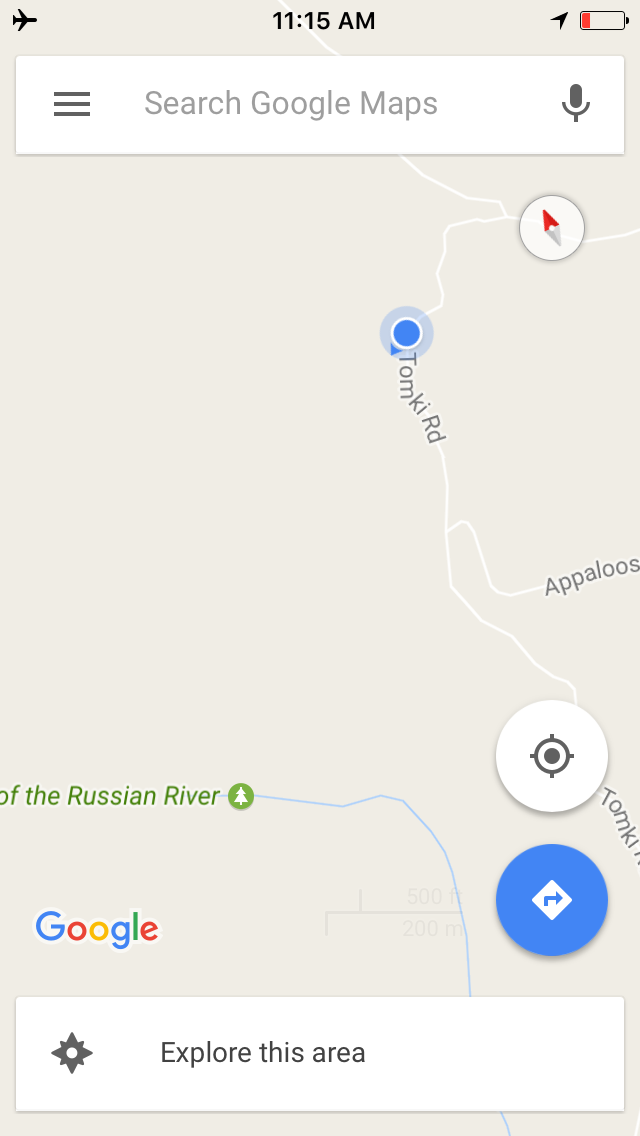 11:15 AM
Search Google Maps
Tomki Rd
Appaloos
of the Russian River
Tomki R
500 ft
200 m
Google
Explore this area